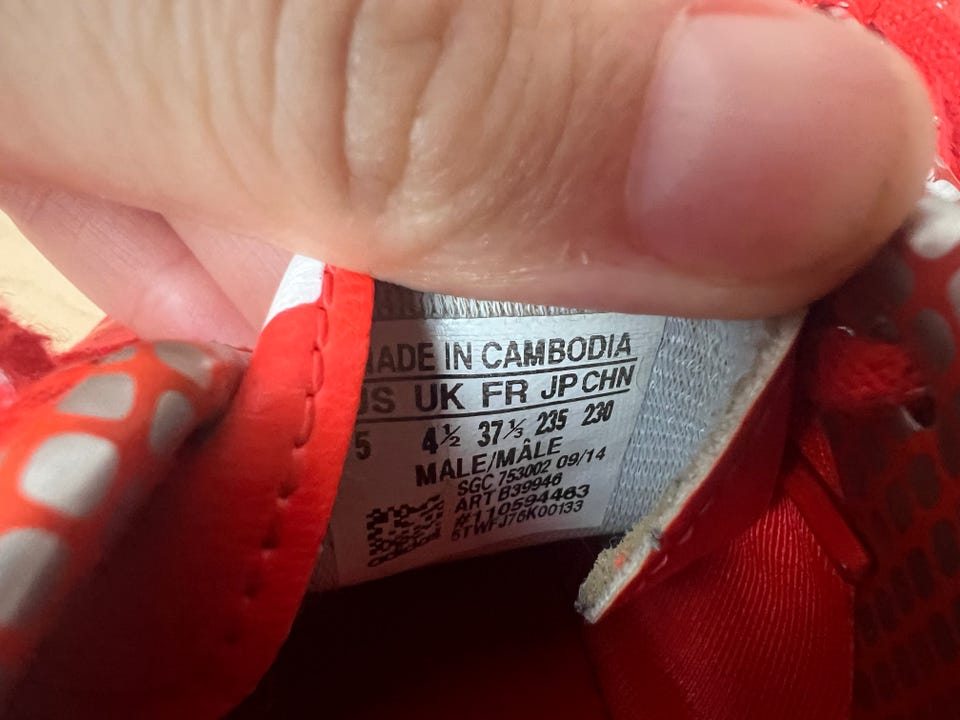 MADE IN CAMBODIA
US UK FR JP CHN
5 4½ 37⅓ 235 230
MALE/MÂLE
SGC 753002 09/14
ART B39946
#110594463
5TWFJ76K00133